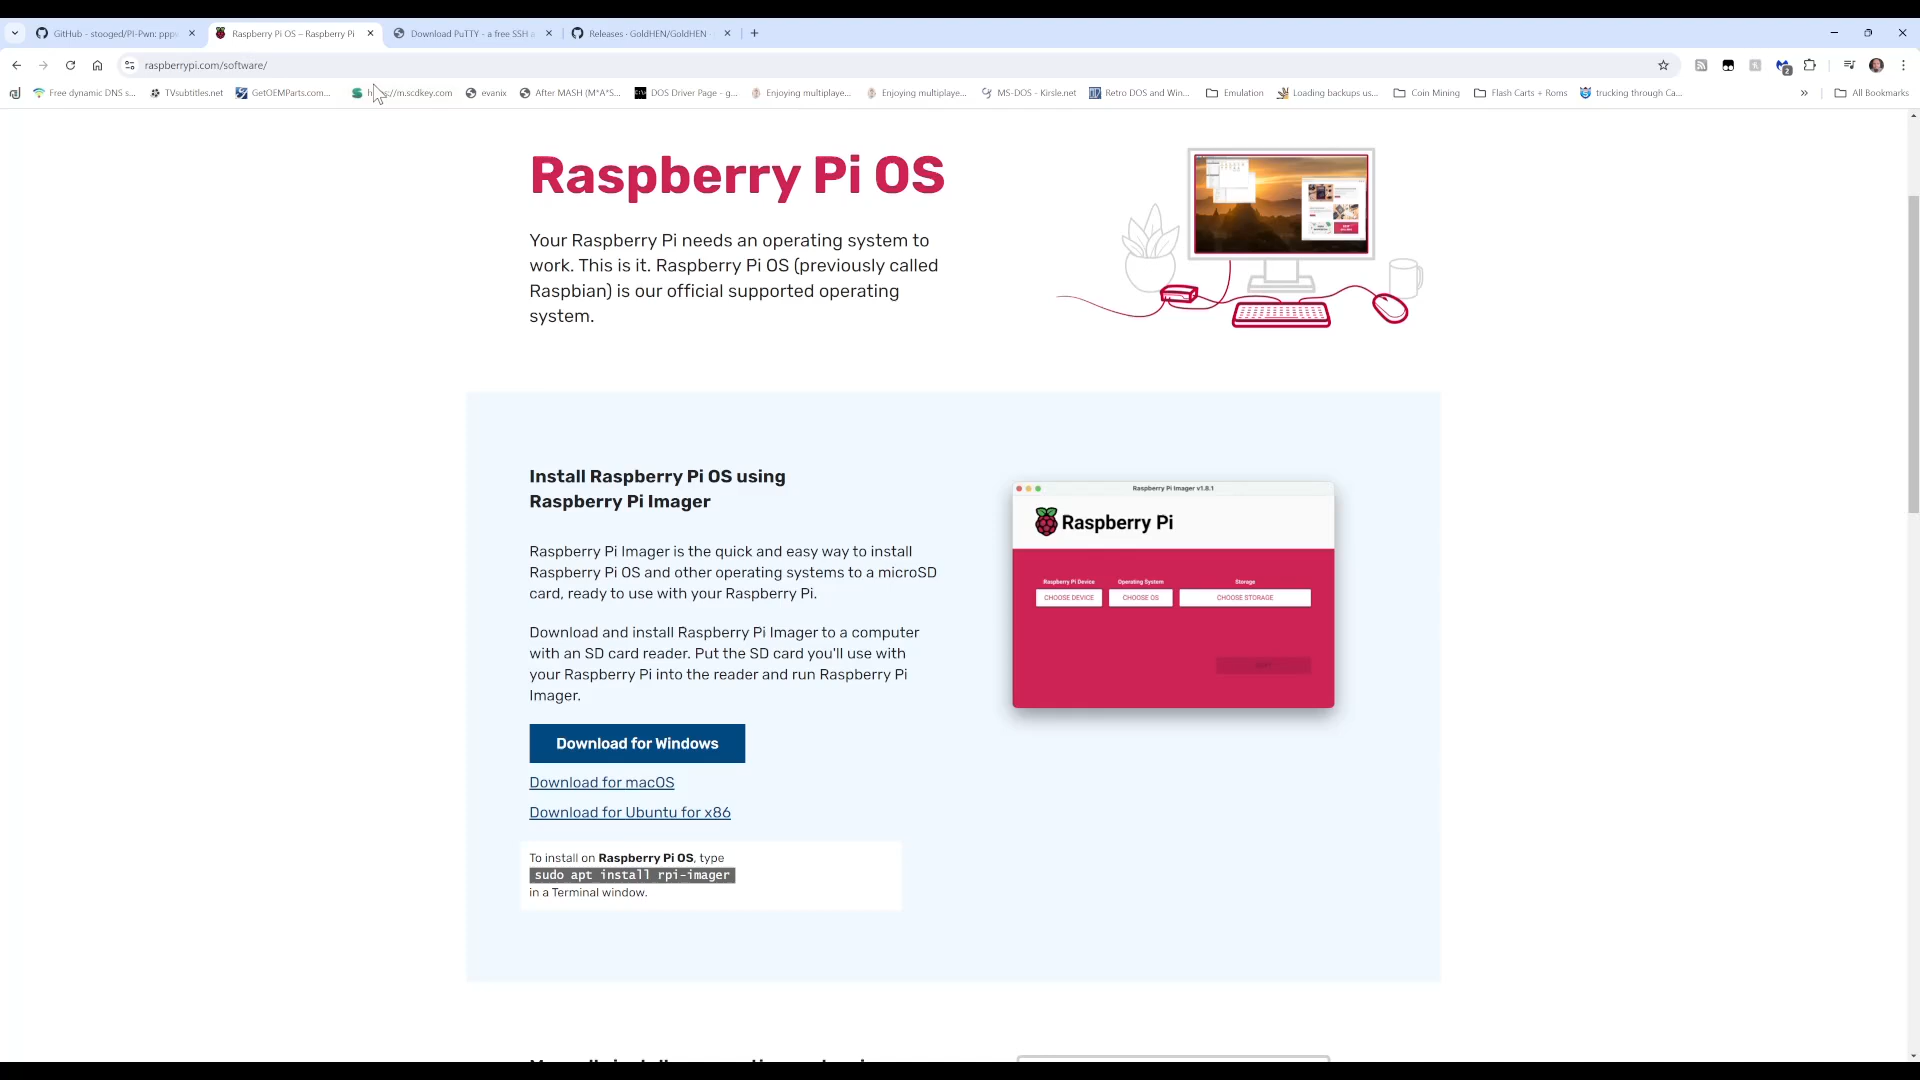 GitHub - stooged/PI-Pwn: pppw
Raspberry Pi OS – Raspberry Pi
Download PuTTY - a free SSH a
Releases · GoldHEN/GoldHEN
raspberrypi.com/software/
2
Free dynamic DNS s...
TVsubtitles.net
GetOEMParts.com...
//m.scdkey.com
evanix
After MASH (M*A*S...
DOS Driver Page - g...
Enjoying multiplaye...
Enjoying multiplaye...
MS-DOS - Kirsle.net
Retro DOS and Win...
Emulation
Loading backups us...
Coin Mining
Flash Carts + Roms
trucking through Ca...
»
All Bookmarks
Raspberry Pi OS
Your Raspberry Pi needs an operating system to
work. This is it. Raspberry Pi OS (previously called
Raspbian) is our official supported operating
system.
Install Raspberry Pi OS using
Raspberry Pi Imager
Raspberry Pi Imager is the quick and easy way to install
Raspberry Pi OS and other operating systems to a microSD
card, ready to use with your Raspberry Pi.
Download and install Raspberry Pi Imager to a computer
with an SD card reader. Put the SD card you'll use with
your Raspberry Pi into the reader and run Raspberry Pi
Imager.
Download for Windows
Download for macOS
Download for Ubuntu for x86
To install on Raspberry Pi OS, type
sudo apt install rpi-imager
in a Terminal window.
Raspberry Pi Imager v1.8.1
Raspberry Pi
Raspberry Pi Device
Operating System
Storage
CHOOSE DEVICE
CHOOSE OS
CHOOSE STORAGE